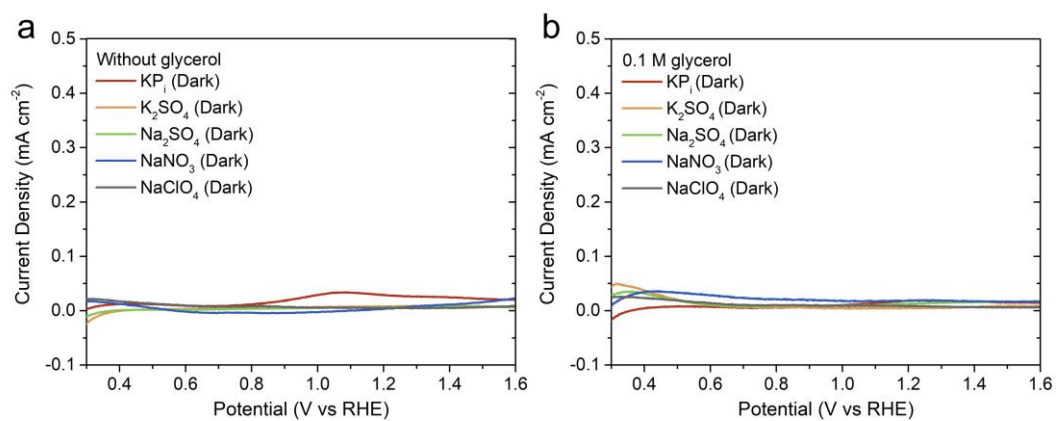 a
Without glycerol
KPi (Dark)
K2SO4 (Dark)
Na2SO4 (Dark)
NaNO3 (Dark)
NaClO4 (Dark)
0.5
0.4
0.3
0.2
0.1
0.0
-0.1
Current Density (mA cm-2)
0.4 0.6 0.8 1.0 1.2 1.4 1.6
Potential (V vs RHE)
b
0.1 M glycerol
KPi (Dark)
K2SO4 (Dark)
Na2SO4 (Dark)
NaNO3 (Dark)
NaClO4 (Dark)
0.5
0.4
0.3
0.2
0.1
0.0
-0.1
Current Density (mA cm-2)
0.4 0.6 0.8 1.0 1.2 1.4 1.6
Potential (V vs RHE)